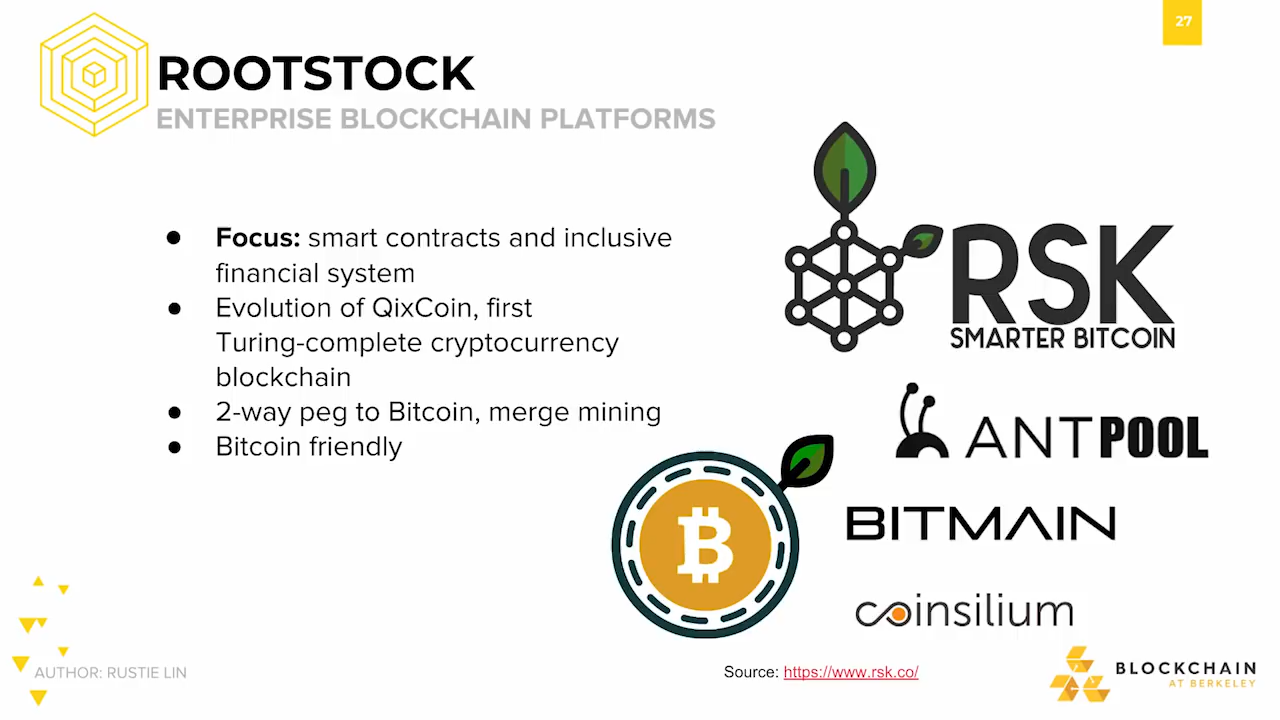 27
ROOTSTOCK
ENTERPRISE BLOCKCHAIN PLATFORMS
● Focus: smart contracts and inclusive
financial system
● Evolution of QixCoin, first
Turing-complete cryptocurrency
blockchain
● 2-way peg to Bitcoin, merge mining
● Bitcoin friendly
RSK
SMARTER BITCOIN
ANTPOOL
BITMAIN
coinsilium
AUTHOR: RUSTIE LIN
Source: https://www.rsk.co/
BLOCKCHAIN
AT BERKELEY